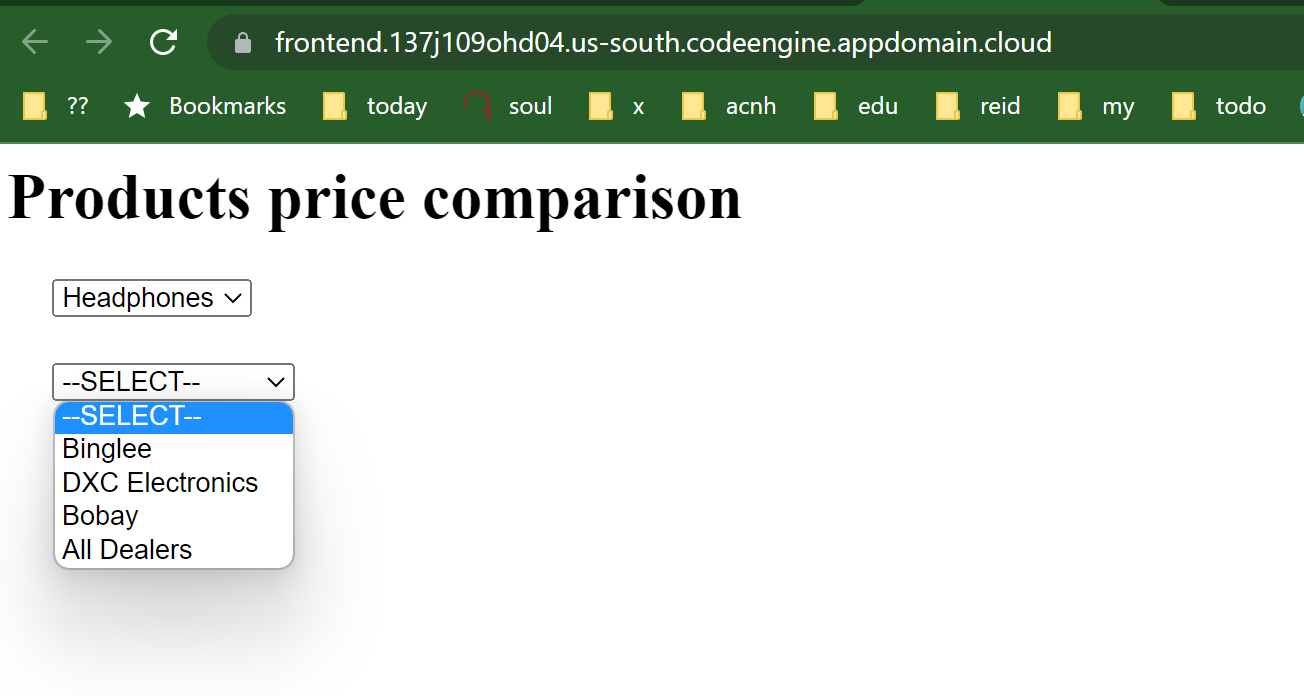 frontend.137j109ohd04.us-south.codeengine.appdomain.cloud
?? Bookmarks today soul x acnh edu reid my todo
Products price comparison
Headphones
--SELECT--
--SELECT--
Binglee
DXC Electronics
Bobay
All Dealers